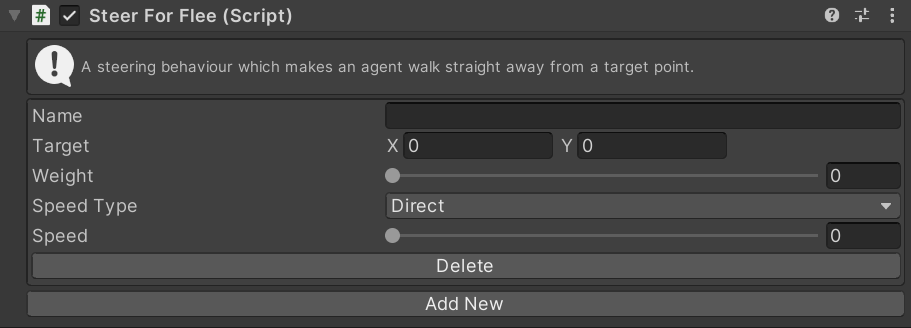 Steer For Flee (Script)
A steering behaviour which makes an agent walk straight away from a target point.
Name
Target X 0 Y 0
Weight 0
Speed Type Direct
Speed 0
Delete
Add New